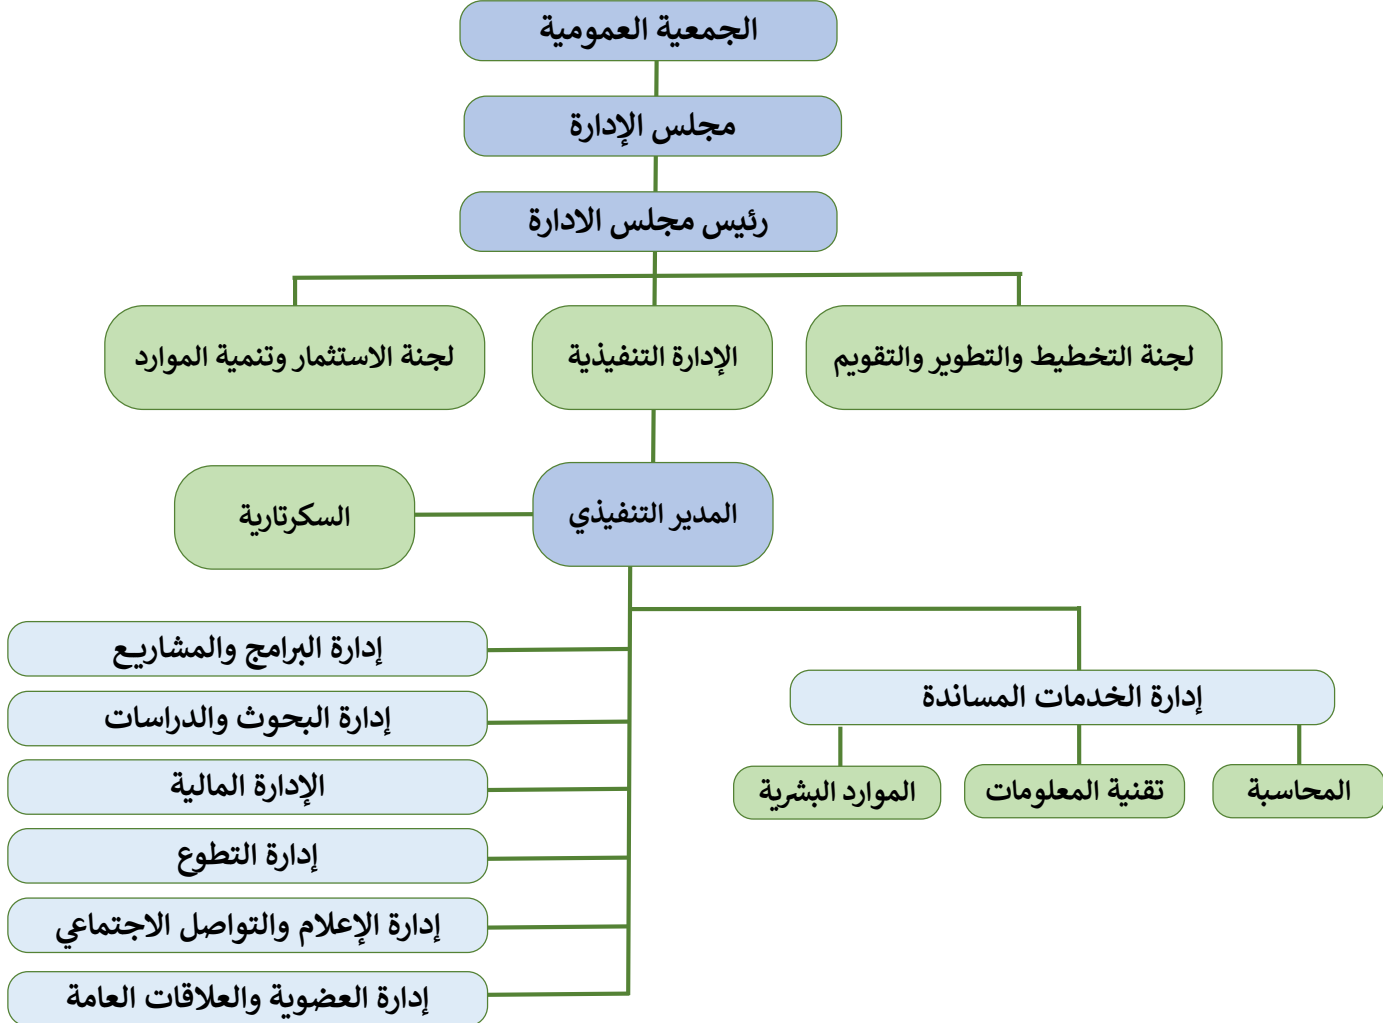 الجمعية العمومية
مجلس الإدارة
رئيس مجلس الادارة
لجنة التخطيط والتطوير والتقويم
الإدارة التنفيذية
لجنة الاستثمار وتنمية الموارد
المدير التنفيذي
السكرتارية
إدارة الخدمات المساندة
المحاسبة
تقنية المعلومات
الموارد البشرية
إدارة البرامج والمشاريع
إدارة البحوث والدراسات
الإدارة المالية
إدارة التطوع
إدارة الإعلام والتواصل الاجتماعي
إدارة العضوية والعلاقات العامة